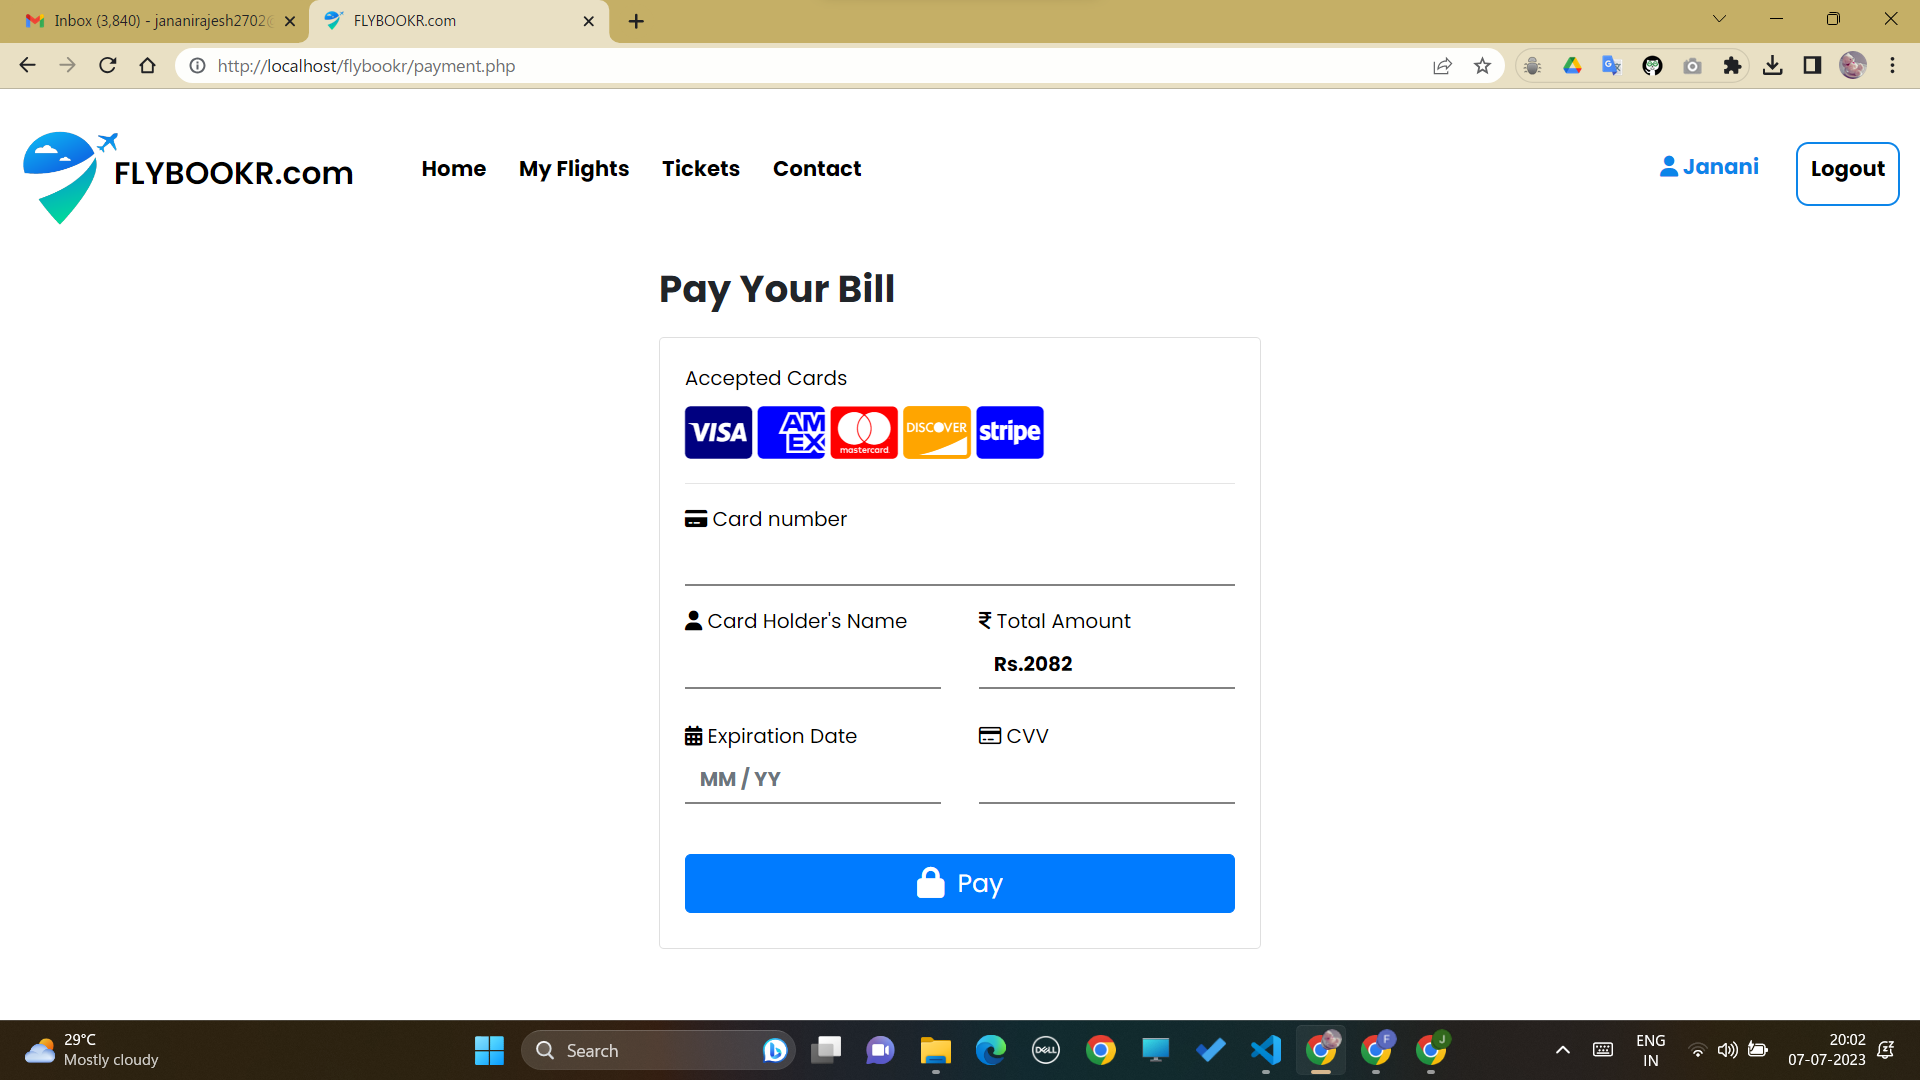 Inbox (3,840) - jananirajesh2702@
FLYBOOKR.com
http://localhost/flybookr/payment.php
FLYBOOKR.com
Home
My Flights
Tickets
Contact
Janani
Logout
Pay Your Bill
Accepted Cards
VISA
AM
EX
mastercard
DISCOVER
stripe
Card number
Card Holder's Name
₹ Total Amount
Rs.2082
Expiration Date
CVV
MM / YY
Pay
29°C
Mostly cloudy
Search
DELL
F
J
ENG
IN
20:02
07-07-2023